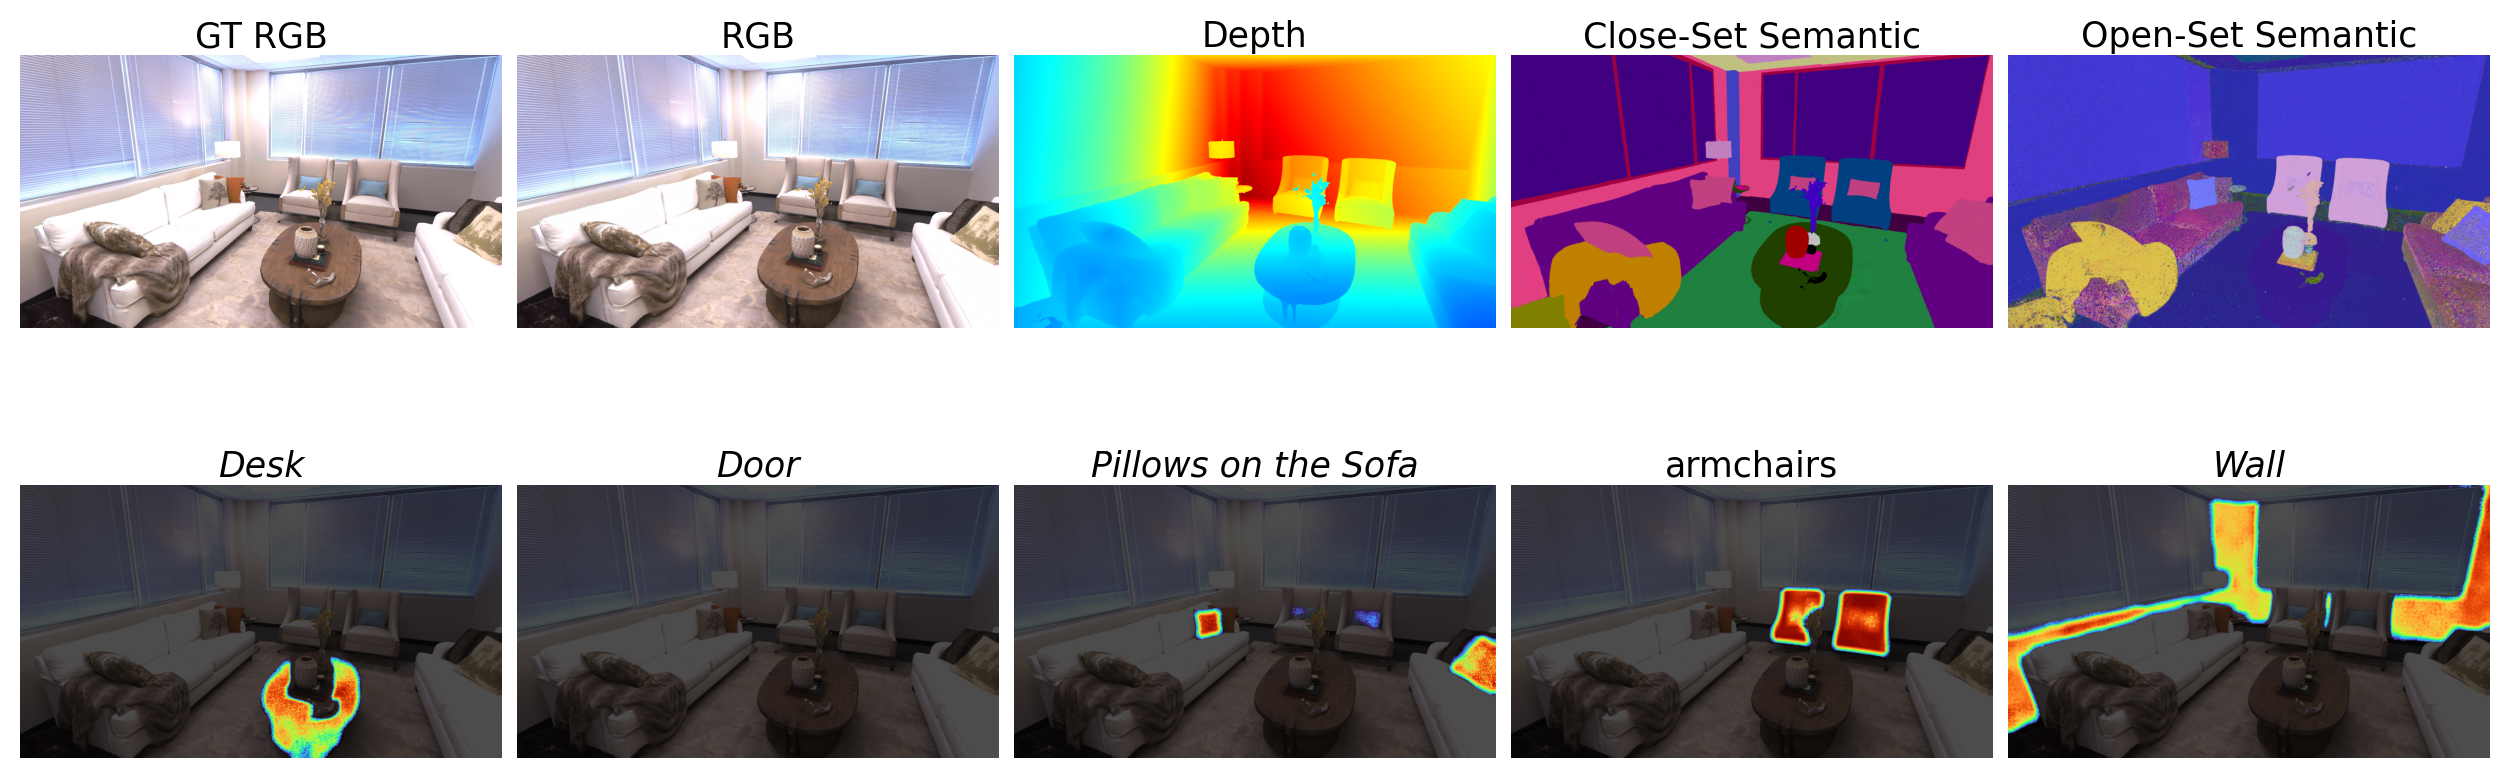 GT RGB
RGB
Depth
Close-Set Semantic
Open-Set Semantic
Desk
Door
Pillows on the Sofa
armchairs
Wall